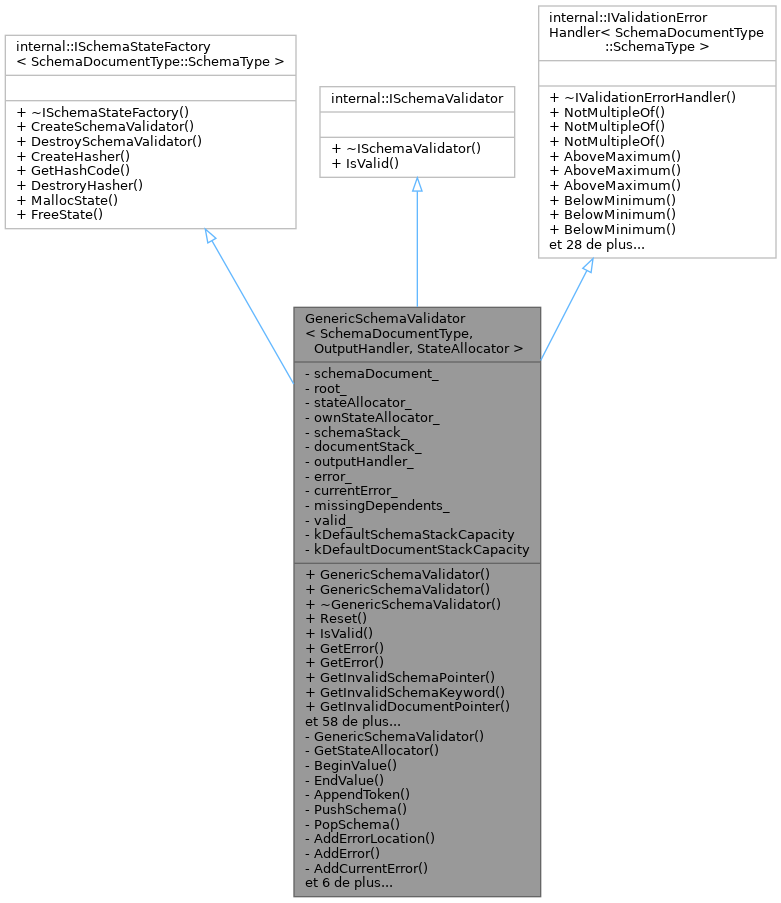 internal::ISchemaStateFactory
< SchemaDocumentType::SchemaType >
+ ~ISchemaStateFactory()
+ CreateSchemaValidator()
+ DestroySchemaValidator()
+ CreateHasher()
+ GetHashCode()
+ DestroryHasher()
+ MallocState()
+ FreeState()
internal::ISchemaValidator
+ ~ISchemaValidator()
+ IsValid()
internal::IValidationError
Handler< SchemaDocumentType
::SchemaType >
+ ~IValidationErrorHandler()
+ NotMultipleOf()
+ NotMultipleOf()
+ NotMultipleOf()
+ AboveMaximum()
+ AboveMaximum()
+ AboveMaximum()
+ BelowMinimum()
+ BelowMinimum()
+ BelowMinimum()
et 28 de plus...
GenericSchemaValidator
< SchemaDocumentType,
OutputHandler, StateAllocator >
- schemaDocument_
- root_
- stateAllocator_
- ownStateAllocator_
- schemaStack_
- documentStack_
- outputHandler_
- error_
- currentError_
- missingDependents_
- valid_
- kDefaultSchemaStackCapacity
- kDefaultDocumentStackCapacity
+ GenericSchemaValidator()
+ GenericSchemaValidator()
+ ~GenericSchemaValidator()
+ Reset()
+ IsValid()
+ GetError()
+ GetError()
+ GetInvalidSchemaPointer()
+ GetInvalidSchemaKeyword()
+ GetInvalidDocumentPointer()
et 58 de plus...
- GenericSchemaValidator()
- GetStateAllocator()
- BeginValue()
- EndValue()
- AppendToken()
- PushSchema()
- PopSchema()
- AddErrorLocation()
- AddError()
- AddCurrentError()
et 6 de plus...